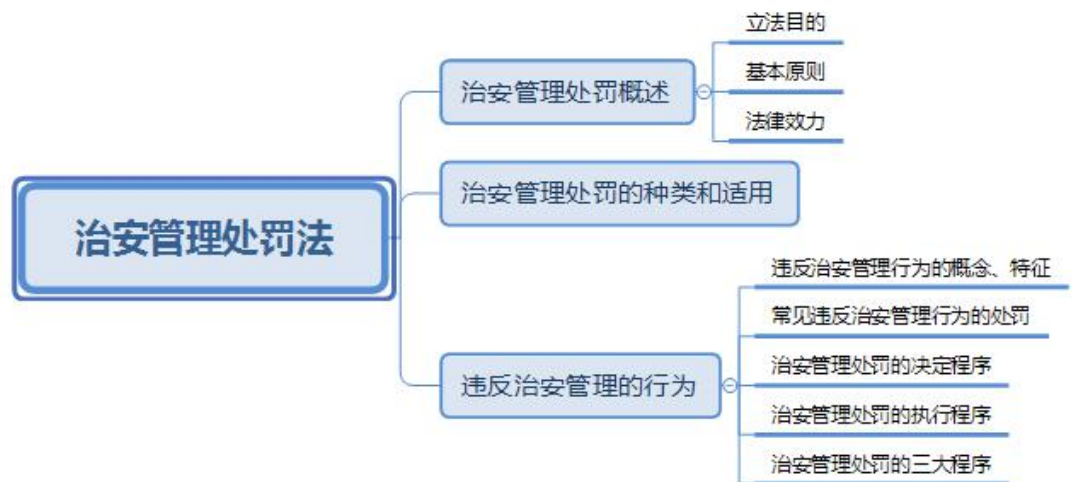 治安管理处罚法
治安管理处罚概述
立法目的
基本原则
法律效力
治安管理处罚的种类和适用
违反治安管理的行为
违反治安管理行为的概念、特征
常见违反治安管理行为的处罚
治安管理处罚的决定程序
治安管理处罚的执行程序
治安管理处罚的三大程序